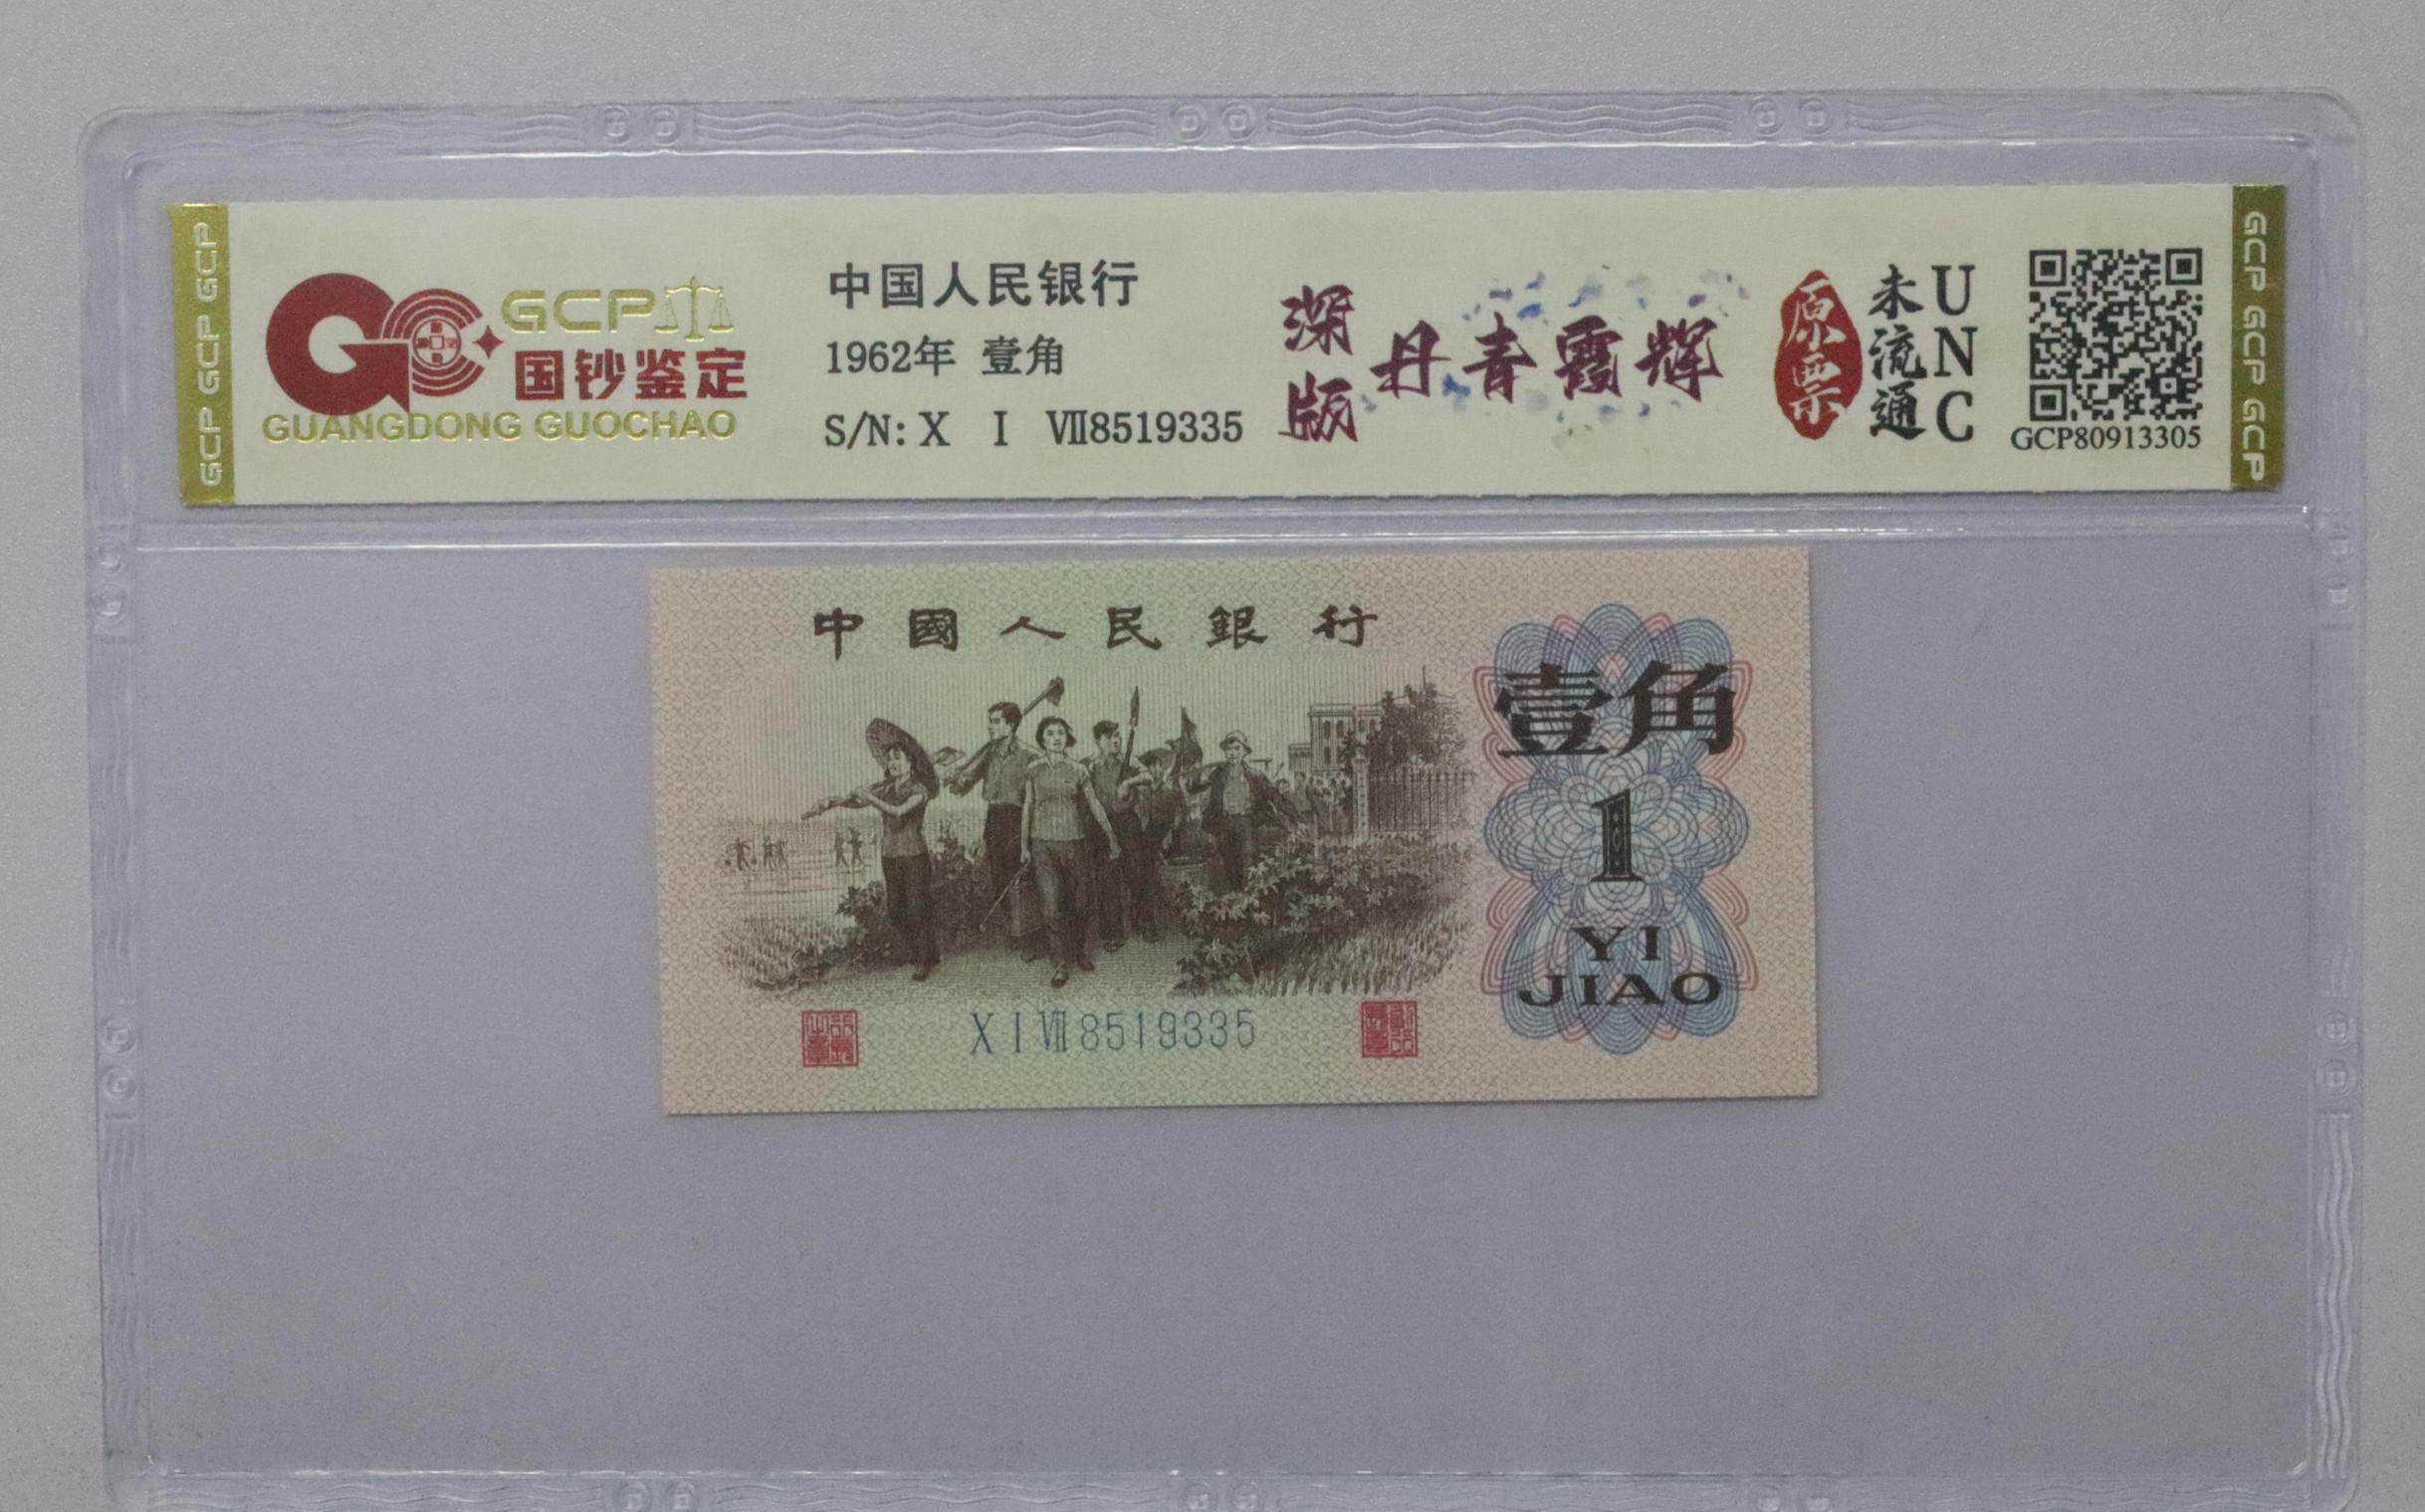 GCP GCP GCP
GCP
国钞鉴定
GUANGDONG GUOCHAO
中国人民银行
1962年 壹角
S/N: X I Ⅶ8519335
深版
丹青霞辉
原票
未流通
UNC
GCP80913305
GCP GCP GCP
中國人民銀行
壹角
1
YI
JIAO
X I Ⅶ 8519335